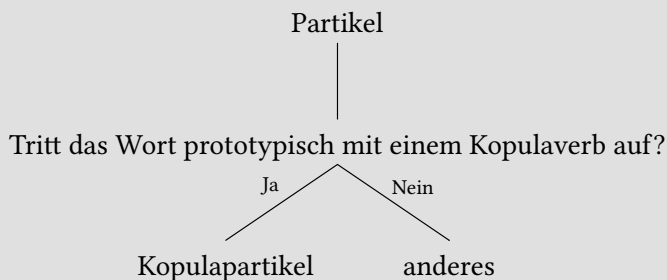 Partikel
Tritt das Wort prototypisch mit einem Kopulaverb auf?
Ja
Nein
Kopulapartikel
anderes